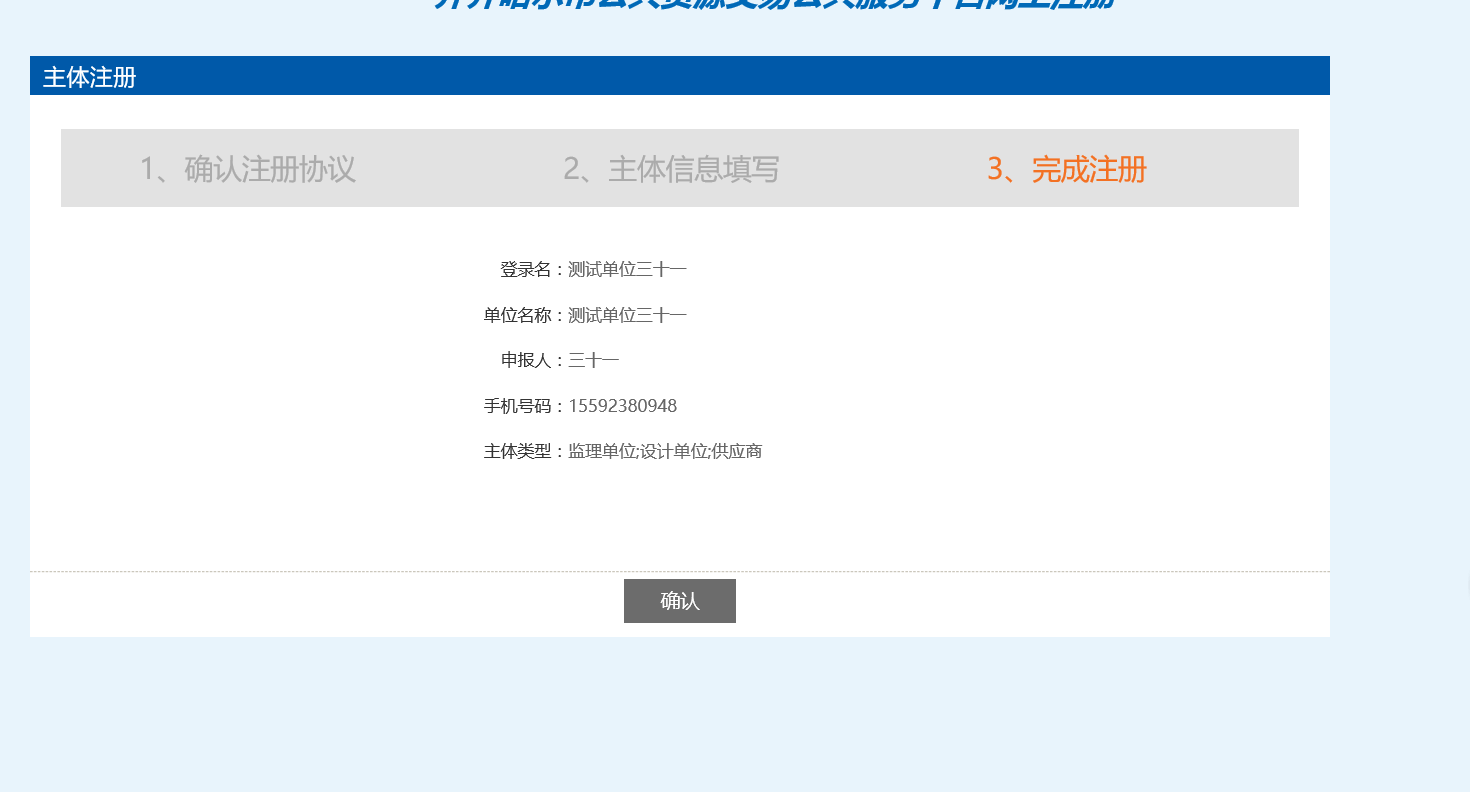 主体注册
1、确认注册协议
2、主体信息填写
3、完成注册
登录名：测试单位三十一
单位名称：测试单位三十一
申报人：三十一
手机号码：15592380948
主体类型：监理单位;设计单位;供应商
确认